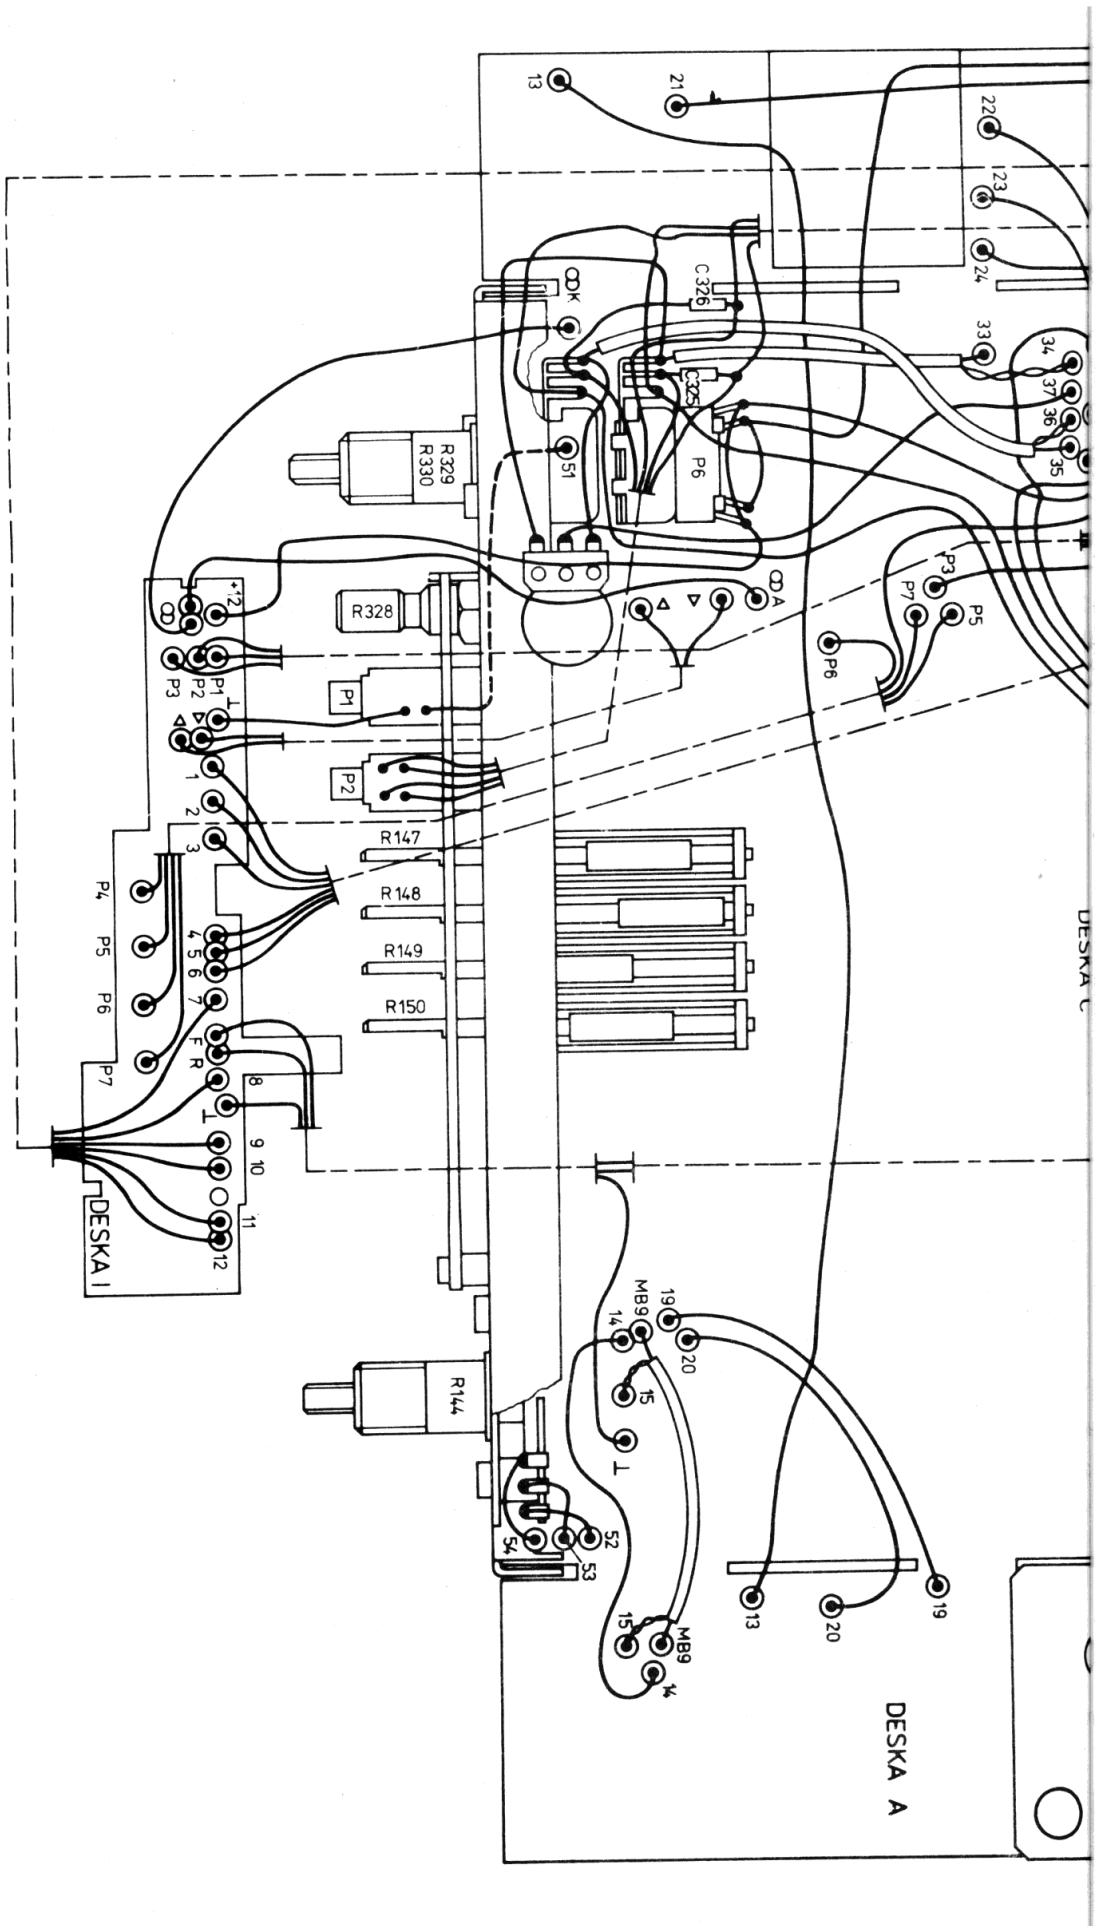 13
21
22
23
24
C326
K
33
34
37
36
35
C325
R329
R330
51
P6
+12
R328
A
P3
P7
P5
P6
P3
P2
P1
⊥
P1
1
P2
2
3
R147
P4
R148
4
5
P5
6
R149
7
P6
R150
F
R
P7
8
⊥
9
10
11
12
DESKA I
DESKA C
MB9
19
14
20
15
R144
⊥
54
53
52
19
13
20
15
MB9
14
DESKA A